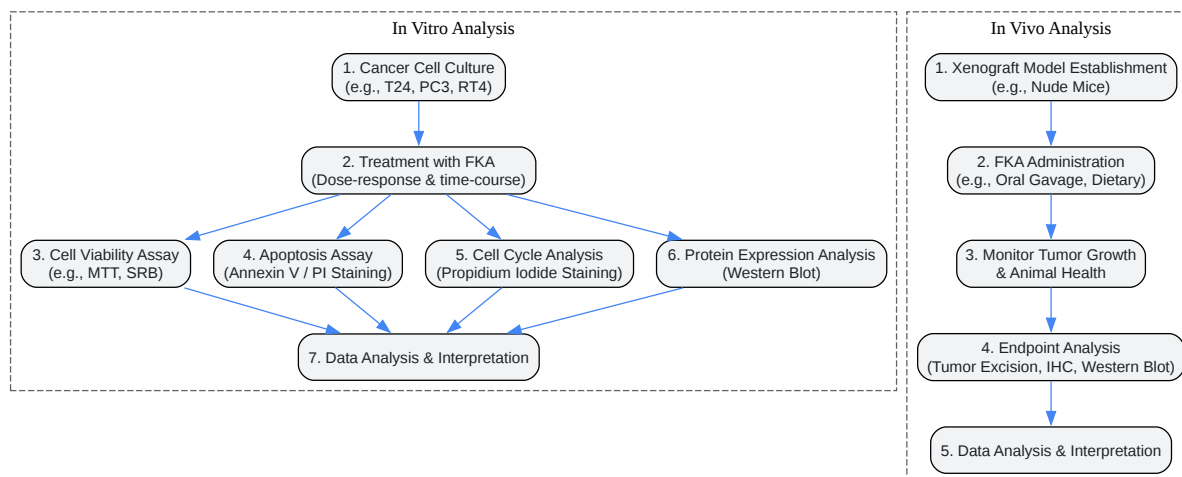 In Vitro Analysis
1. Cancer Cell Culture
(e.g., T24, PC3, RT4)
2. Treatment with FKA
(Dose-response & time-course)
3. Cell Viability Assay
(e.g., MTT, SRB)
4. Apoptosis Assay
(Annexin V / PI Staining)
5. Cell Cycle Analysis
(Propidium Iodide Staining)
6. Protein Expression Analysis
(Western Blot)
7. Data Analysis & Interpretation
In Vivo Analysis
1. Xenograft Model Establishment
(e.g., Nude Mice)
2. FKA Administration
(e.g., Oral Gavage, Dietary)
3. Monitor Tumor Growth
& Animal Health
4. Endpoint Analysis
(Tumor Excision, IHC, Western Blot)
5. Data Analysis & Interpretation